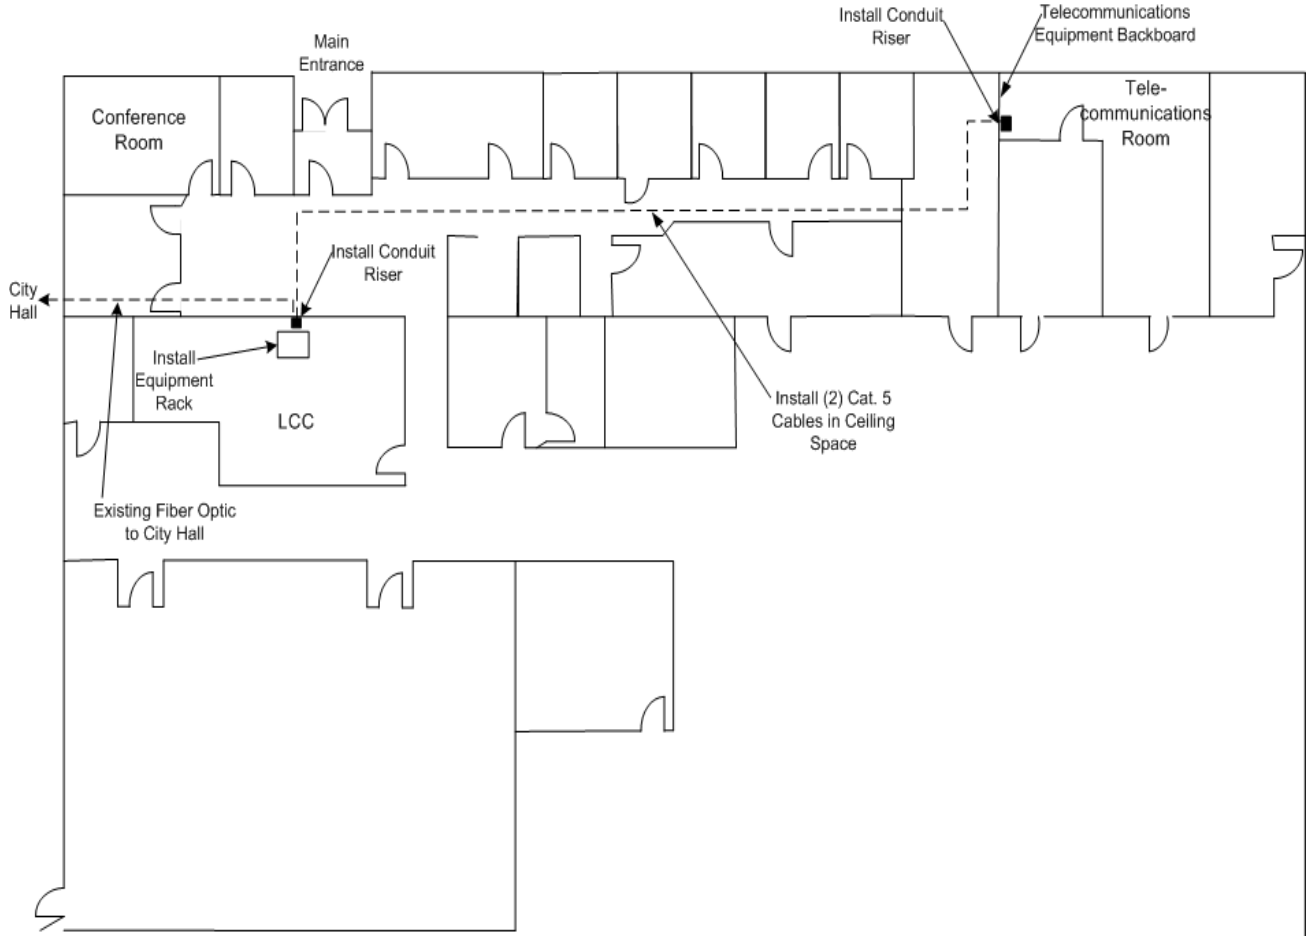 Install Conduit
Riser
Telecommunications
Equipment Backboard
Main
Entrance
Conference
Room
Tele-
communications
Room
Install Conduit
Riser
City
Hall
Install
Equipment
Rack
LCC
Install (2) Cat. 5
Cables in Ceiling
Space
Existing Fiber Optic
to City Hall